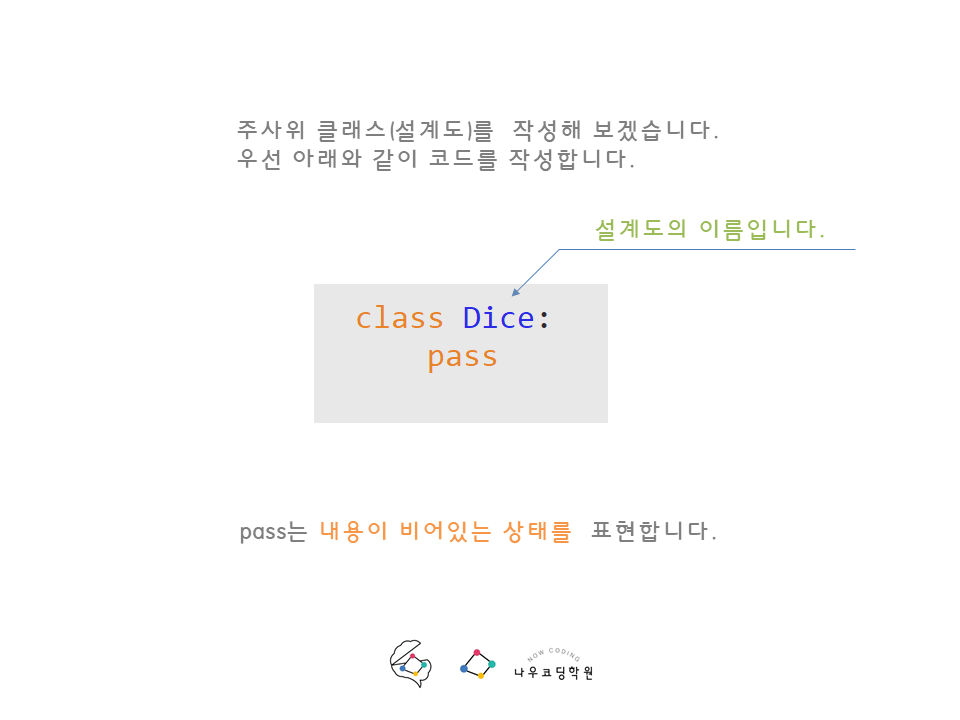 주사위 클래스(설계도)를 작성해 보겠습니다.
우선 아래와 같이 코드를 작성합니다.
설계도의 이름입니다.
class Dice:
    pass
pass는 내용이 비어있는 상태를 표현합니다.
NOW CODING
나우코딩학원